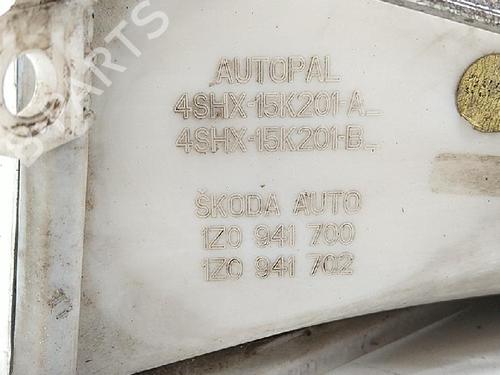 AUTOPAL
4SHX-15K201-A_
4SHX-15K201-B_
ŠKODA AUTO
1Z0 941 700
1Z0 941 702